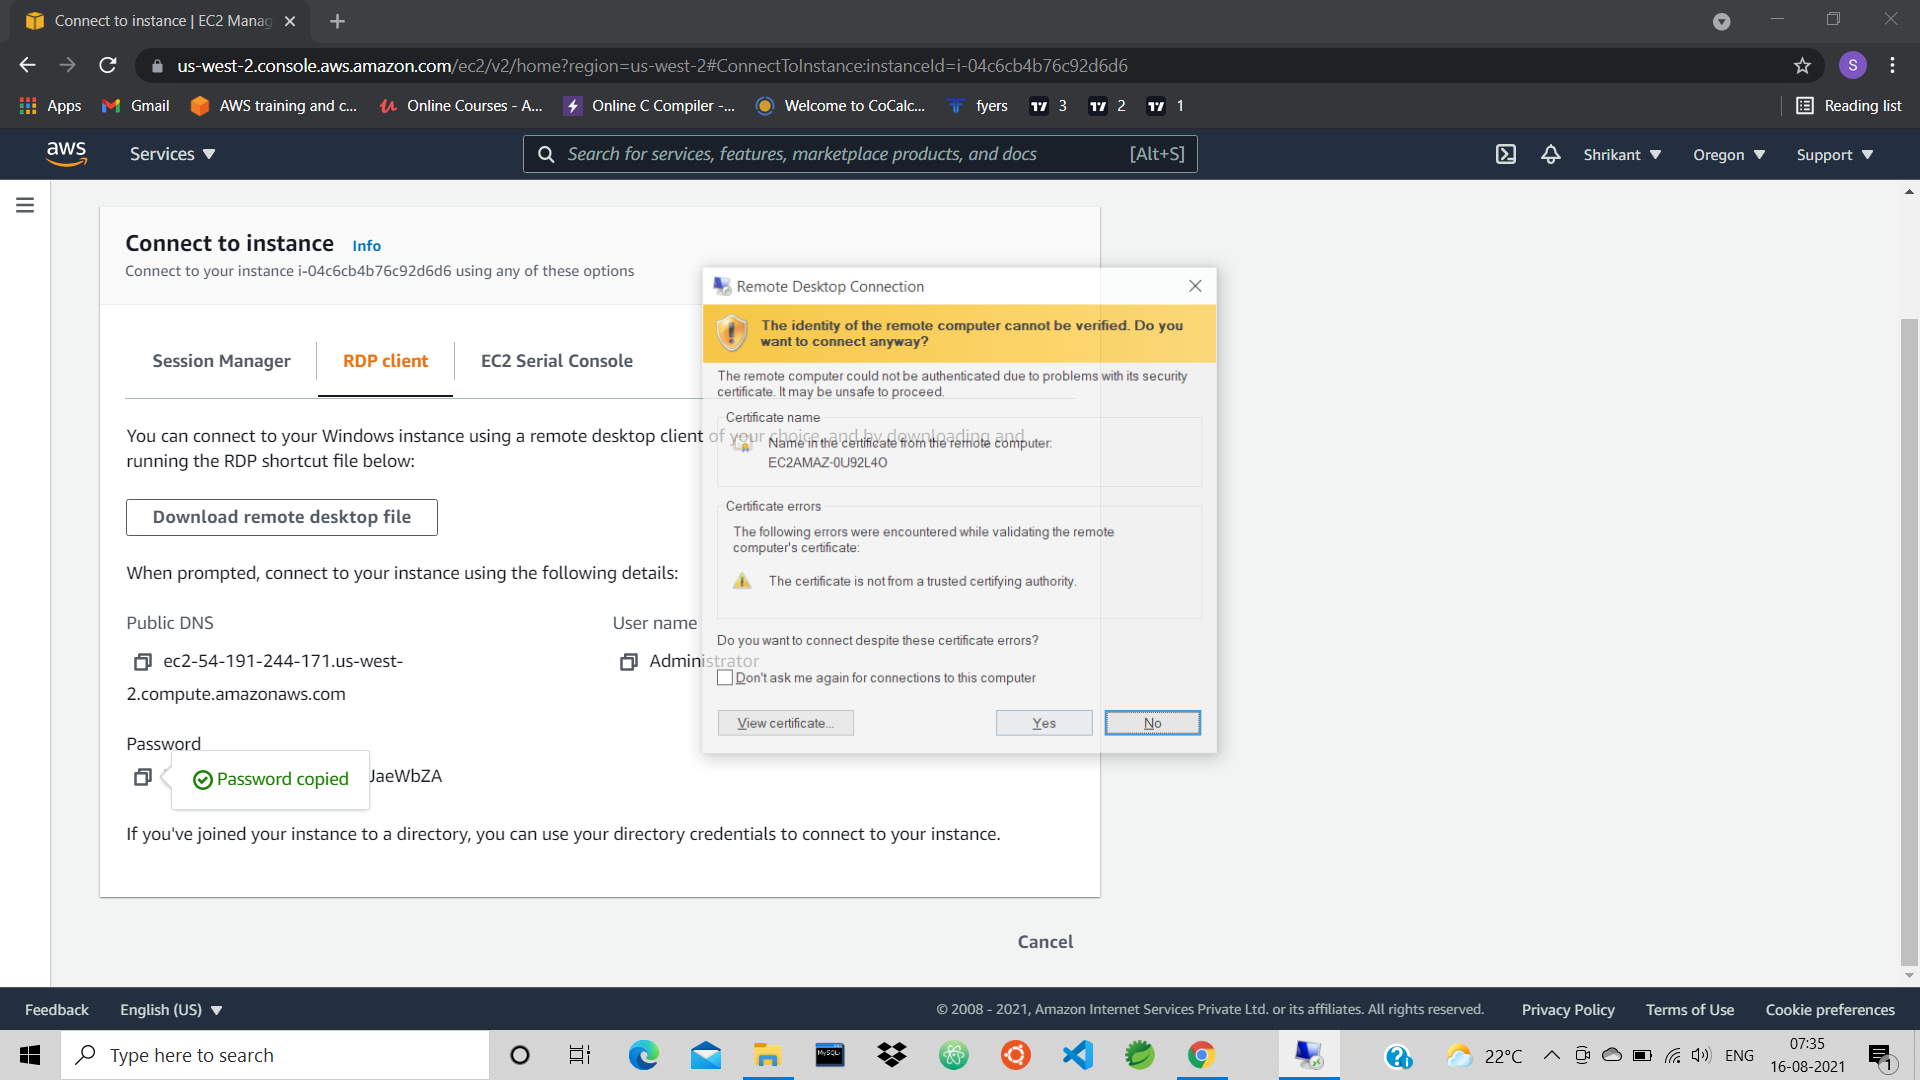 Connect to instance | EC2 Manag
us-west-2.console.aws.amazon.com/ec2/v2/home?region=us-west-2#ConnectToInstance:instanceId=i-04c6cb4b76c92d6d6
S
Apps
Gmail
AWS training and c...
Online Courses - A...
Online C Compiler -...
Welcome to CoCalc...
fyers
3
2
1
Reading list
aws
Services
Search for services, features, marketplace products, and docs
[Alt+S]
Shrikant
Oregon
Support
Connect to instance
Info
Connect to your instance i-04c6cb4b76c92d6d6 using any of these options
Session Manager
RDP client
EC2 Serial Console
You can connect to your Windows instance using a remote desktop client of your choice, and by downloading and
running the RDP shortcut file below:
Download remote desktop file
When prompted, connect to your instance using the following details:
Public DNS
ec2-54-191-244-171.us-west-
2.compute.amazonaws.com
User name
Administrator
Password
Password copied
JaeWbZA
If you've joined your instance to a directory, you can use your directory credentials to connect to your instance.
Cancel
Remote Desktop Connection
The identity of the remote computer cannot be verified. Do you
want to connect anyway?
The remote computer could not be authenticated due to problems with its security
certificate. It may be unsafe to proceed.
Certificate name
Name in the certificate from the remote computer:
EC2AMAZ-0U92L4O
Certificate errors
The following errors were encountered while validating the remote
computer's certificate:
The certificate is not from a trusted certifying authority.
Do you want to connect despite these certificate errors?
Don't ask me again for connections to this computer
View certificate...
Yes
No
Feedback
English (US)
© 2008 - 2021, Amazon Internet Services Private Ltd. or its affiliates. All rights reserved.
Privacy Policy
Terms of Use
Cookie preferences
Type here to search
22°C
ENG
07:35
16-08-2021
1